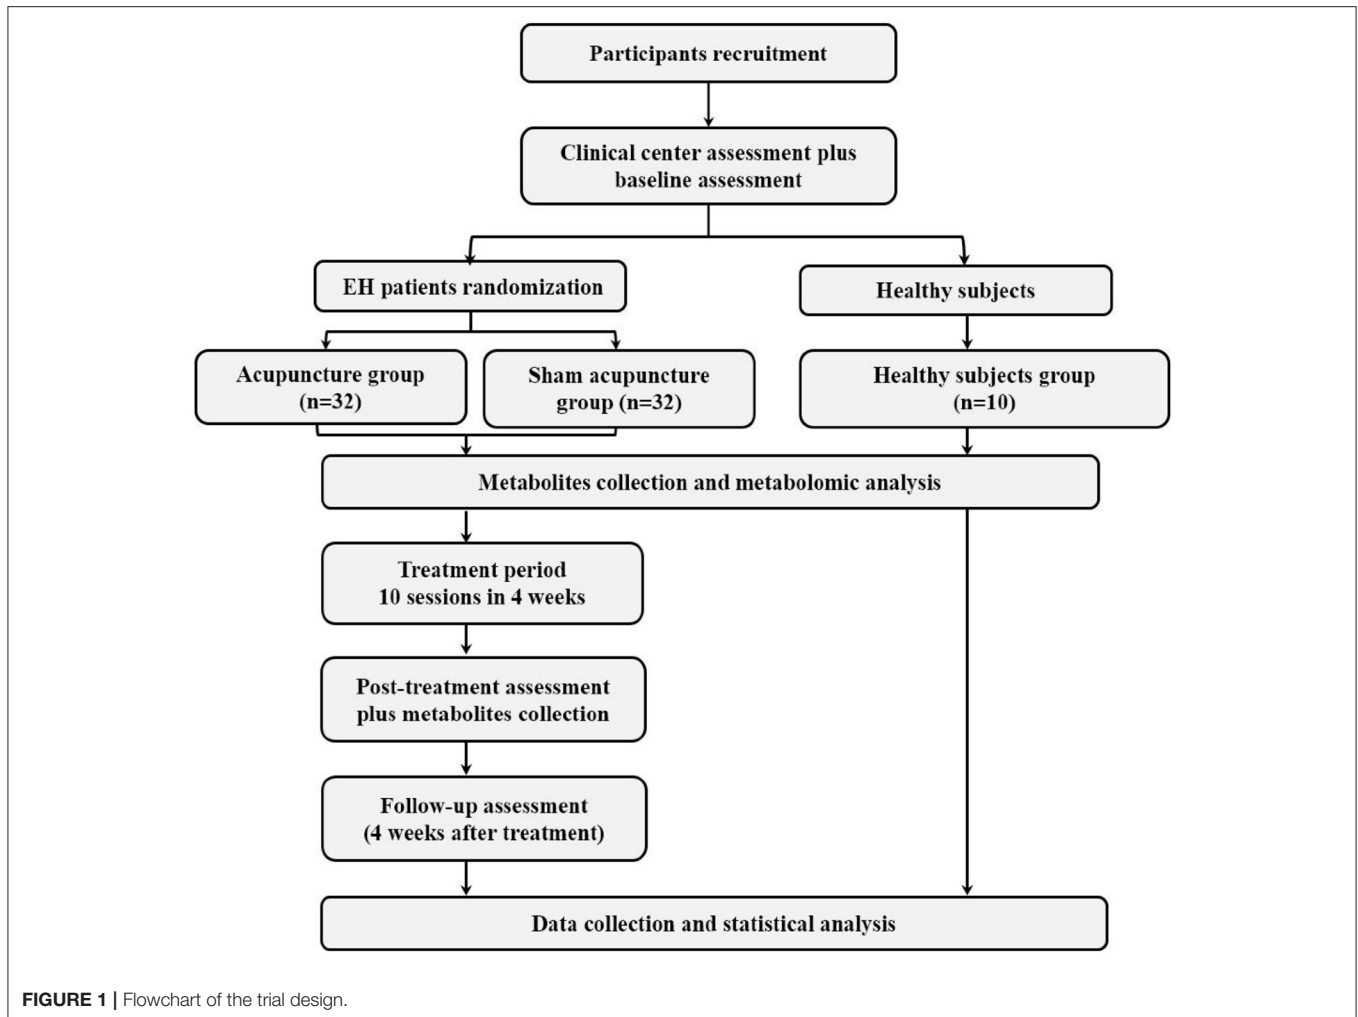 Participants recruitment
Clinical center assessment plus
baseline assessment
EH patients randomization
Healthy subjects
Acupuncture group
(n=32)
Sham acupuncture
group (n=32)
Healthy subjects group
(n=10)
Metabolites collection and metabolomic analysis
Treatment period
10 sessions in 4 weeks
Post-treatment assessment
plus metabolites collection
Follow-up assessment
(4 weeks after treatment)
Data collection and statistical analysis
FIGURE 1 | Flowchart of the trial design.